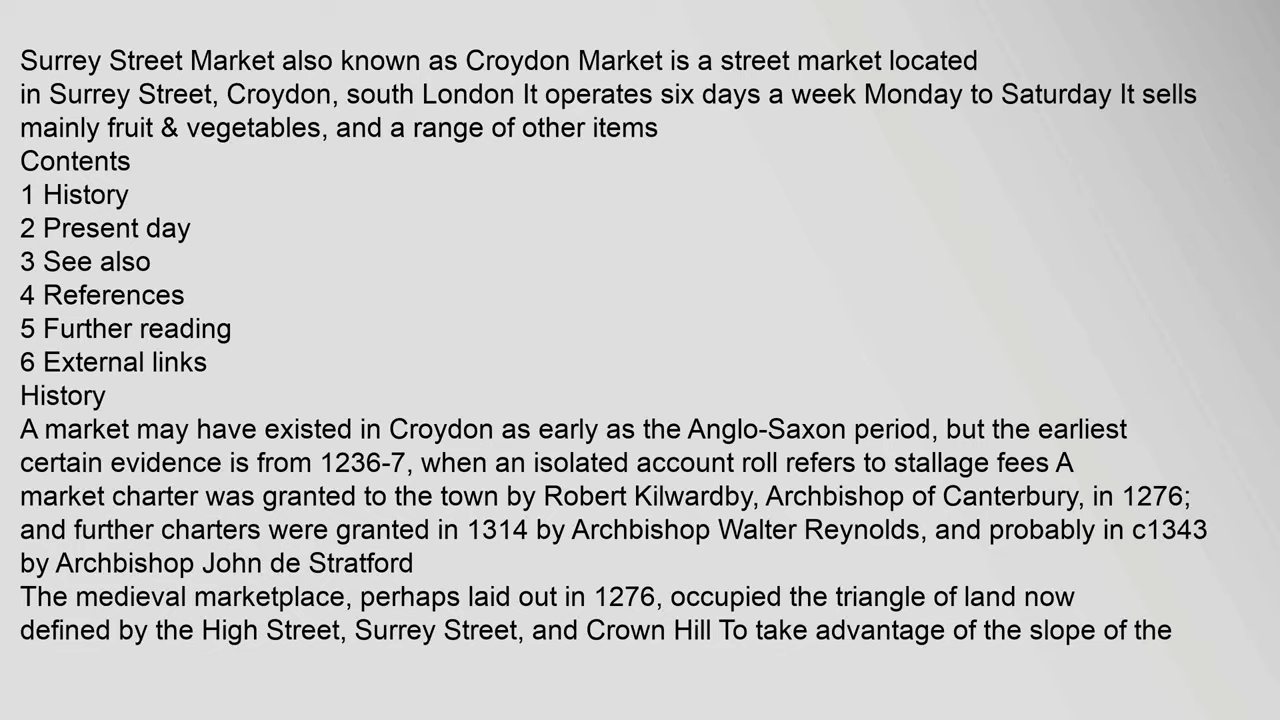 Surrey Street Market also known as Croydon Market is a street market located
in Surrey Street, Croydon, south London It operates six days a week Monday to Saturday It sells
mainly fruit & vegetables, and a range of other items
Contents
1 History
2 Present day
3 See also
4 References
5 Further reading
6 External links
History
A market may have existed in Croydon as early as the Anglo-Saxon period, but the earliest
certain evidence is from 1236-7, when an isolated account roll refers to stallage fees A
market charter was granted to the town by Robert Kilwardby, Archbishop of Canterbury, in 1276;
and further charters were granted in 1314 by Archbishop Walter Reynolds, and probably in c1343
by Archbishop John de Stratford
The medieval marketplace, perhaps laid out in 1276, occupied the triangle of land now
defined by the High Street, Surrey Street, and Crown Hill To take advantage of the slope of the